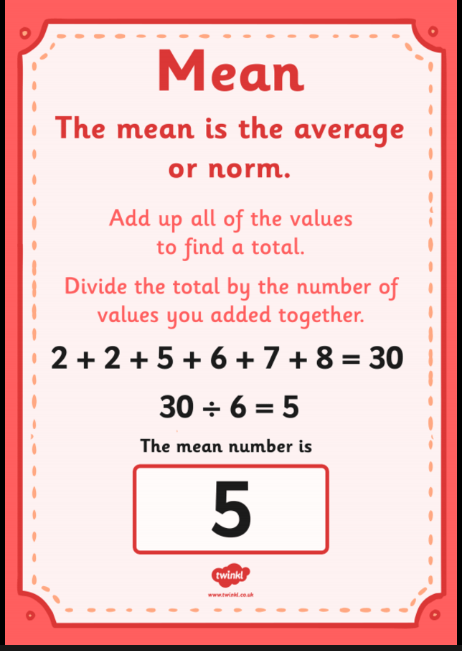 Mean
The mean is the average
or norm.
Add up all of the values
to find a total.
Divide the total by the number of
values you added together.
2 + 2 + 5 + 6 + 7 + 8 = 30
30 ÷ 6 = 5
The mean number is
5
twinkl
www.twinkl.co.uk